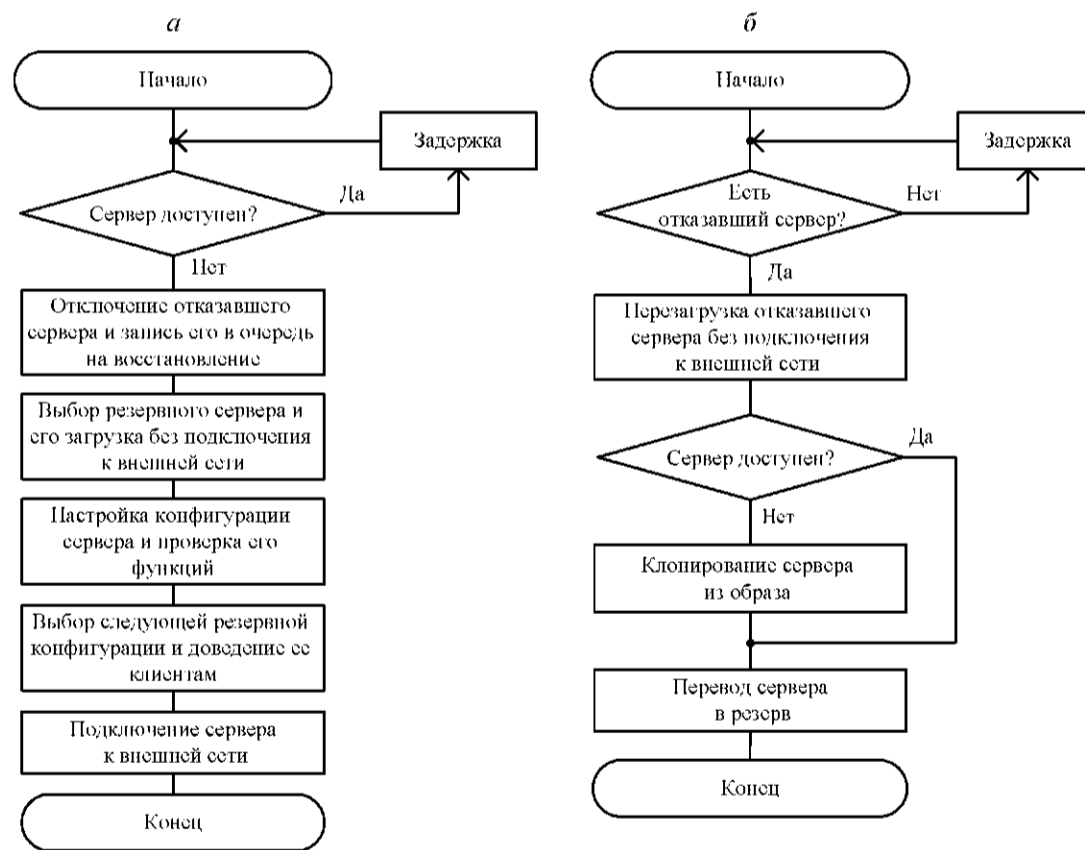 а
Начало
Задержка
Да
Сервер доступен?
Нет
Отключение отказавшего
сервера и запись его в очередь
на восстановление
Выбор резервного сервера и
его загрузка без подключения
к внешней сети
Настройка конфигурации
сервера и проверка его
функций
Выбор следующей резервной
конфигурации и доведение ее
клиентам
Подключение сервера
к внешней сети
Конец
б
Начало
Задержка
Есть
отказавший сервер?
Нет
Да
Перезагрузка отказавшего
сервера без подключения
к внешней сети
Да
Сервер доступен?
Нет
Клонирование сервера
из образа
Перевод сервера
в резерв
Конец